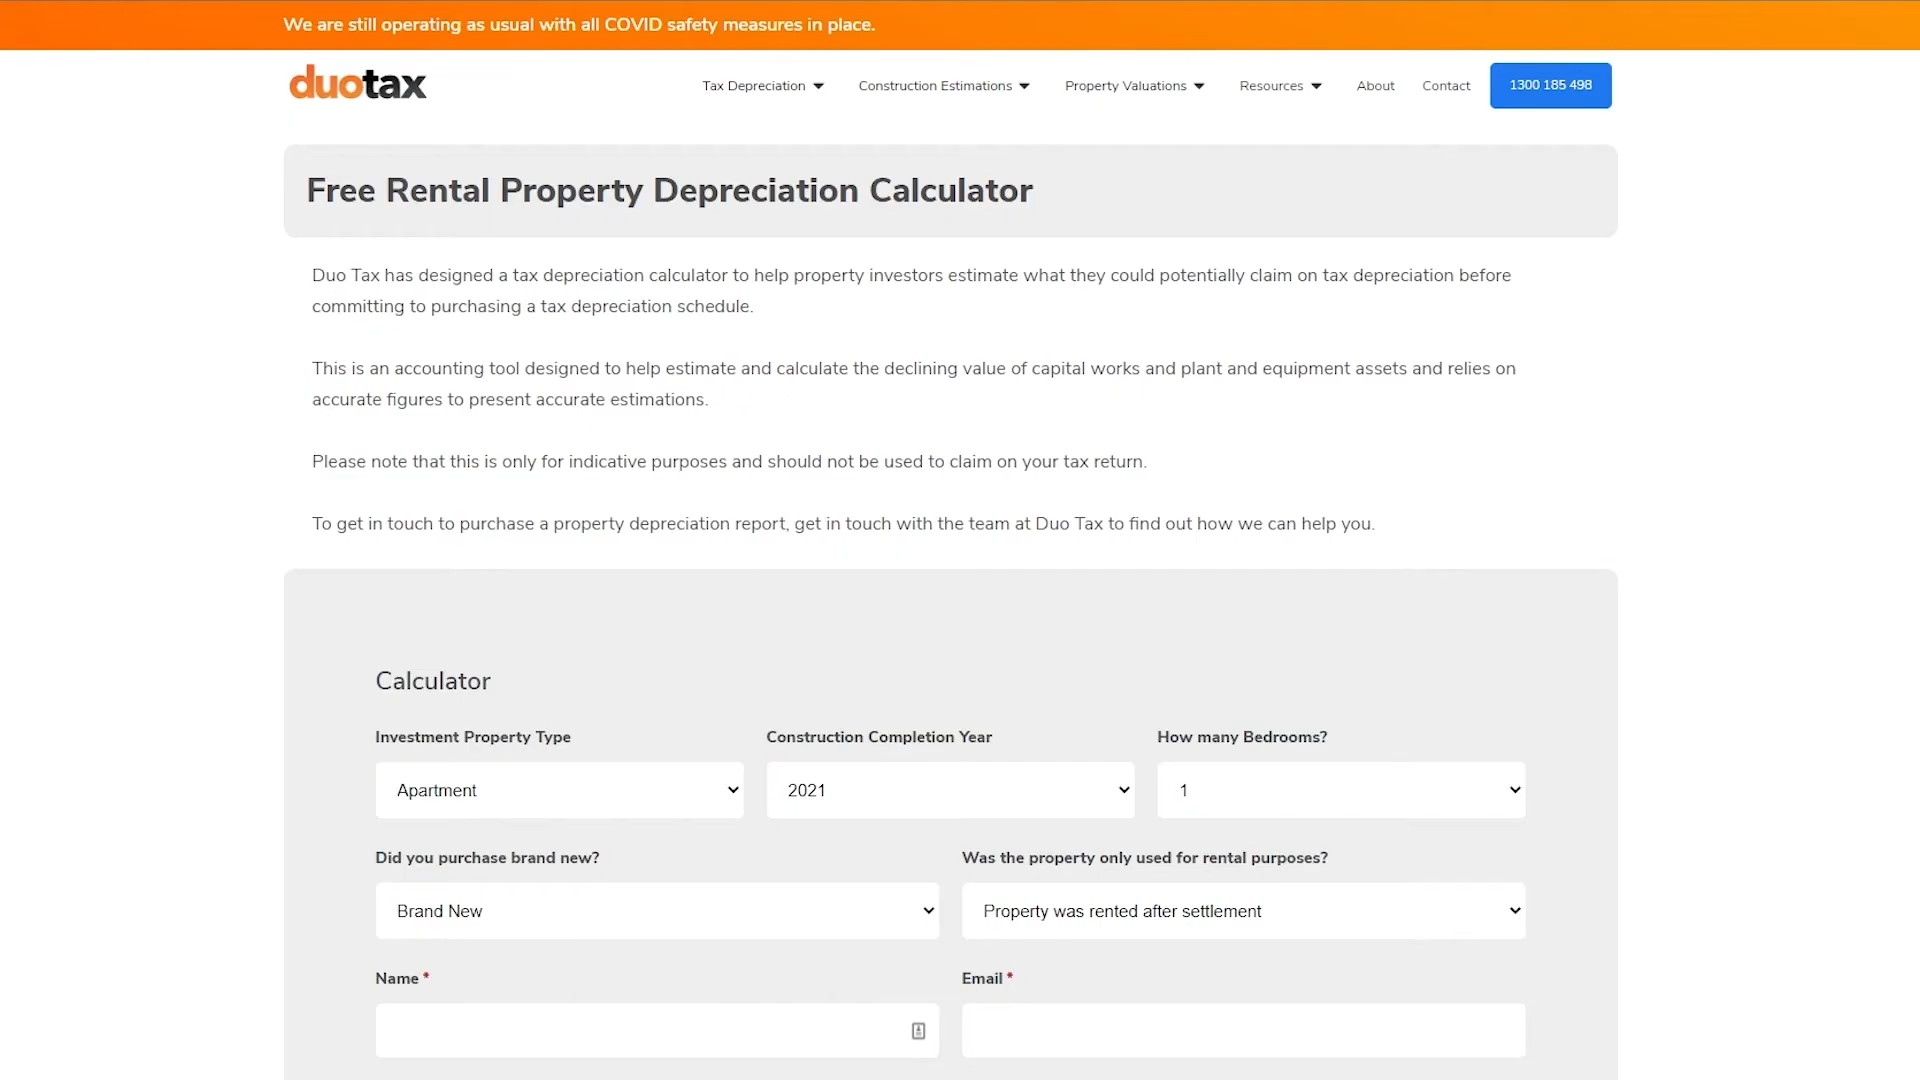 We are still operating as usual with all COVID safety measures in place.
duotax
Tax Depreciation
Construction Estimations
Property Valuations
Resources
About
Contact
1300 185 498
Free Rental Property Depreciation Calculator
Duo Tax has designed a tax depreciation calculator to help property investors estimate what they could potentially claim on tax depreciation before
committing to purchasing a tax depreciation schedule.
This is an accounting tool designed to help estimate and calculate the declining value of capital works and plant and equipment assets and relies on
accurate figures to present accurate estimations.
Please note that this is only for indicative purposes and should not be used to claim on your tax return.
To get in touch to purchase a property depreciation report, get in touch with the team at Duo Tax to find out how we can help you.
Calculator
Investment Property Type
Construction Completion Year
How many Bedrooms?
Apartment
2021
1
Did you purchase brand new?
Was the property only used for rental purposes?
Brand New
Property was rented after settlement
Name *
Email *